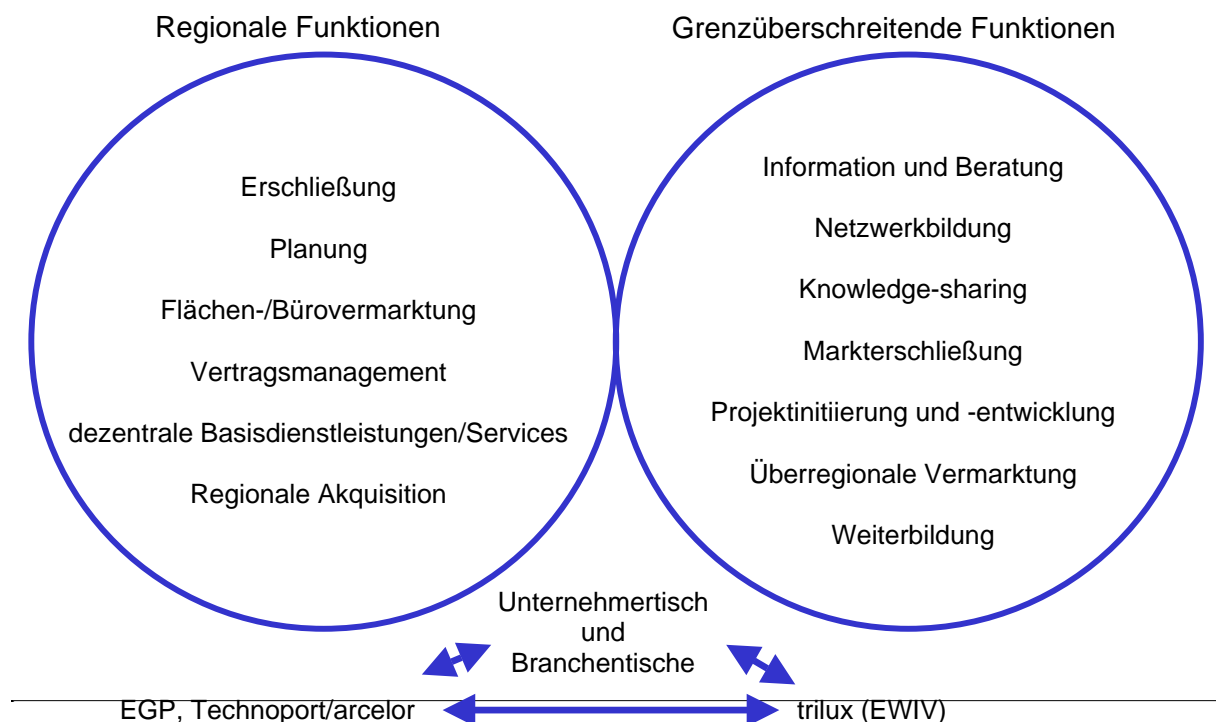 Regionale Funktionen
Grenzüberschreitende Funktionen
Erschließung
Planung
Flächen-/Bürovermarktung
Vertragsmanagement
dezentrale Basisdienstleistungen/Services
Regionale Akquisition
Information und Beratung
Netzwerkbildung
Knowledge-sharing
Markterschließung
Projektinitiierung und -entwicklung
Überregionale Vermarktung
Weiterbildung
Unternehmertisch
und
Branchentische
EGP, Technoport/arcelor
trilux (EWIV)